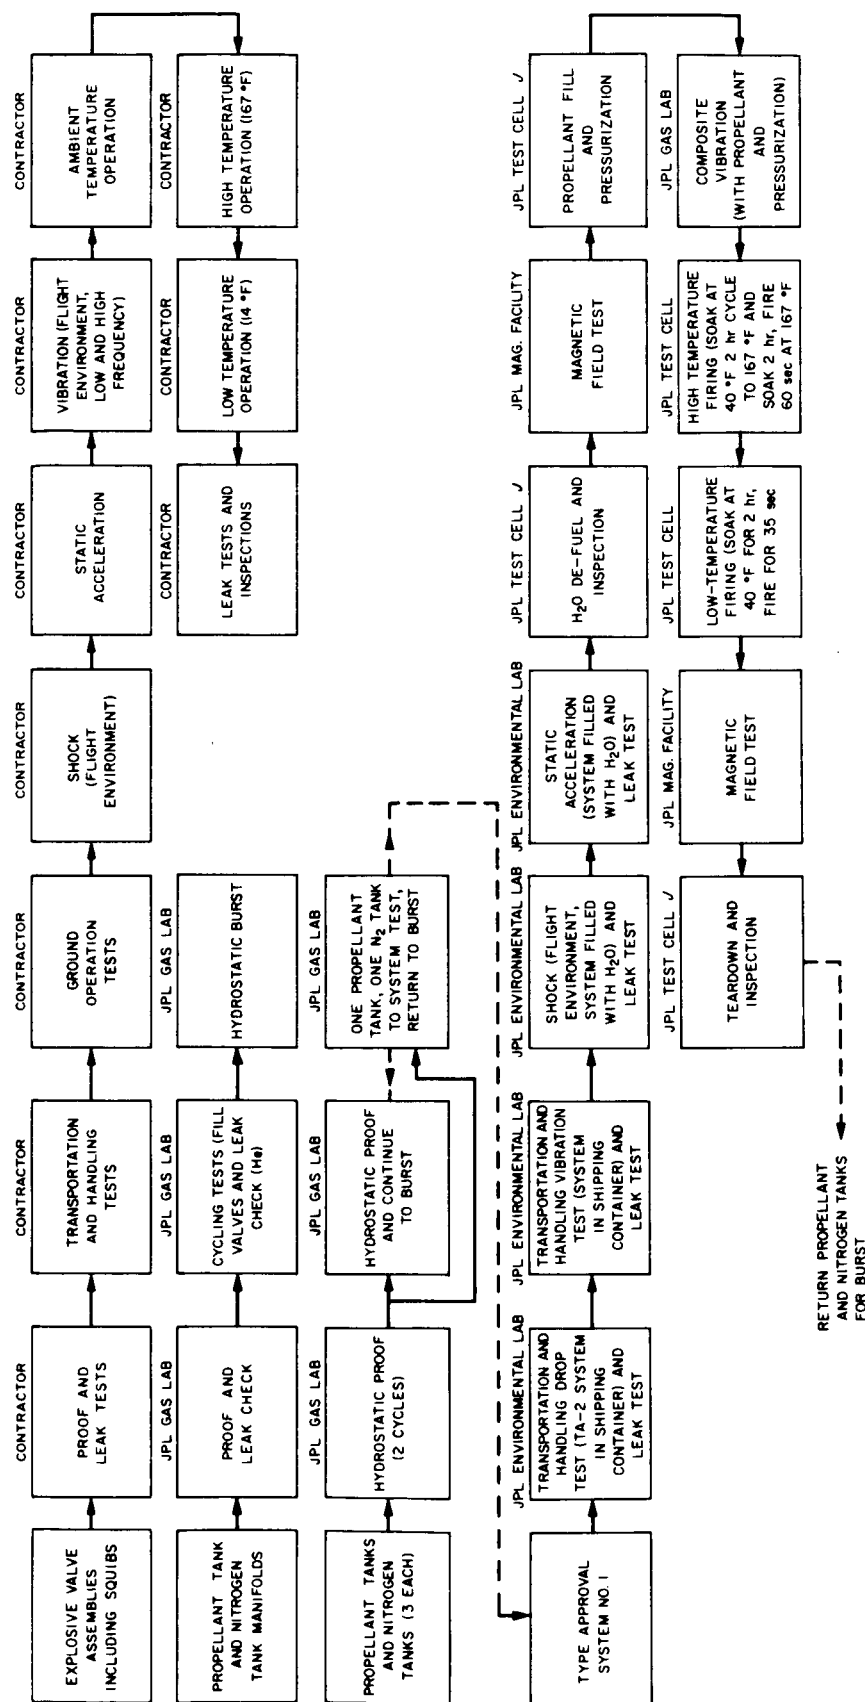 EXPLOSIVE VALVE
ASSEMBLIES
INCLUDING SQUIBS
CONTRACTOR
PROOF AND
LEAK TESTS
CONTRACTOR
TRANSPORTATION
AND HANDLING
TESTS
CONTRACTOR
GROUND
OPERATION
TESTS
CONTRACTOR
SHOCK
(FLIGHT
ENVIRONMENT)
CONTRACTOR
STATIC
ACCELERATION
CONTRACTOR
VIBRATION (FLIGHT
ENVIRONMENT,
LOW AND HIGH
FREQUENCY)
CONTRACTOR
AMBIENT
TEMPERATURE
OPERATION
CONTRACTOR
HIGH TEMPERATURE
OPERATION (167 °F)
CONTRACTOR
LOW TEMPERATURE
OPERATION (14 °F)
CONTRACTOR
LEAK TESTS AND
INSPECTIONS
PROPELLANT TANK
AND NITROGEN
TANK MANIFOLDS
JPL GAS LAB
PROOF AND
LEAK CHECK
JPL GAS LAB
CYCLING TESTS (FILL
VALVES AND LEAK
CHECK (He)
JPL GAS LAB
HYDROSTATIC BURST
PROPELLANT TANKS
AND NITROGEN
TANKS (3 EACH)
JPL GAS LAB
HYDROSTATIC PROOF
(2 CYCLES)
JPL GAS LAB
HYDROSTATIC PROOF
AND CONTINUE
TO BURST
JPL GAS LAB
ONE PROPELLANT
TANK, ONE N₂ TANK
TO SYSTEM TEST,
RETURN TO BURST
TYPE APPROVAL
SYSTEM NO. 1
JPL ENVIRONMENTAL LAB
TRANSPORTATION AND
HANDLING DROP
TEST (TA-2 SYSTEM
IN SHIPPING
CONTAINER) AND
LEAK TEST
JPL ENVIRONMENTAL LAB
TRANSPORTATION AND
HANDLING VIBRATION
TEST (SYSTEM
IN SHIPPING
CONTAINER) AND
LEAK TEST
JPL ENVIRONMENTAL LAB
SHOCK (FLIGHT
ENVIRONMENT,
SYSTEM FILLED
WITH H₂O) AND
LEAK TEST
JPL ENVIRONMENTAL LAB
STATIC
ACCELERATION
(SYSTEM FILLED
WITH H₂O) AND
LEAK TEST
JPL TEST CELL J
H₂O DE-FUEL AND
INSPECTION
JPL MAG. FACILITY
MAGNETIC
FIELD TEST
JPL TEST CELL J
PROPELLANT FILL
AND
PRESSURIZATION
JPL GAS LAB
COMPOSITE
VIBRATION
(WITH PROPELLANT
AND
PRESSURIZATION)
JPL TEST CELL
HIGH TEMPERATURE
FIRING (SOAK AT
40 °F 2 hr CYCLE
TO 167 °F AND
SOAK 2 hr, FIRE
60 sec AT 167 °F
JPL TEST CELL
LOW-TEMPERATURE
FIRING (SOAK AT
40 °F FOR 2 hr,
FIRE FOR 35 sec
JPL MAG. FACILITY
MAGNETIC
FIELD TEST
JPL TEST CELL J
TEARDOWN AND
INSPECTION
RETURN PROPELLANT
AND NITROGEN TANKS
FOR BURST